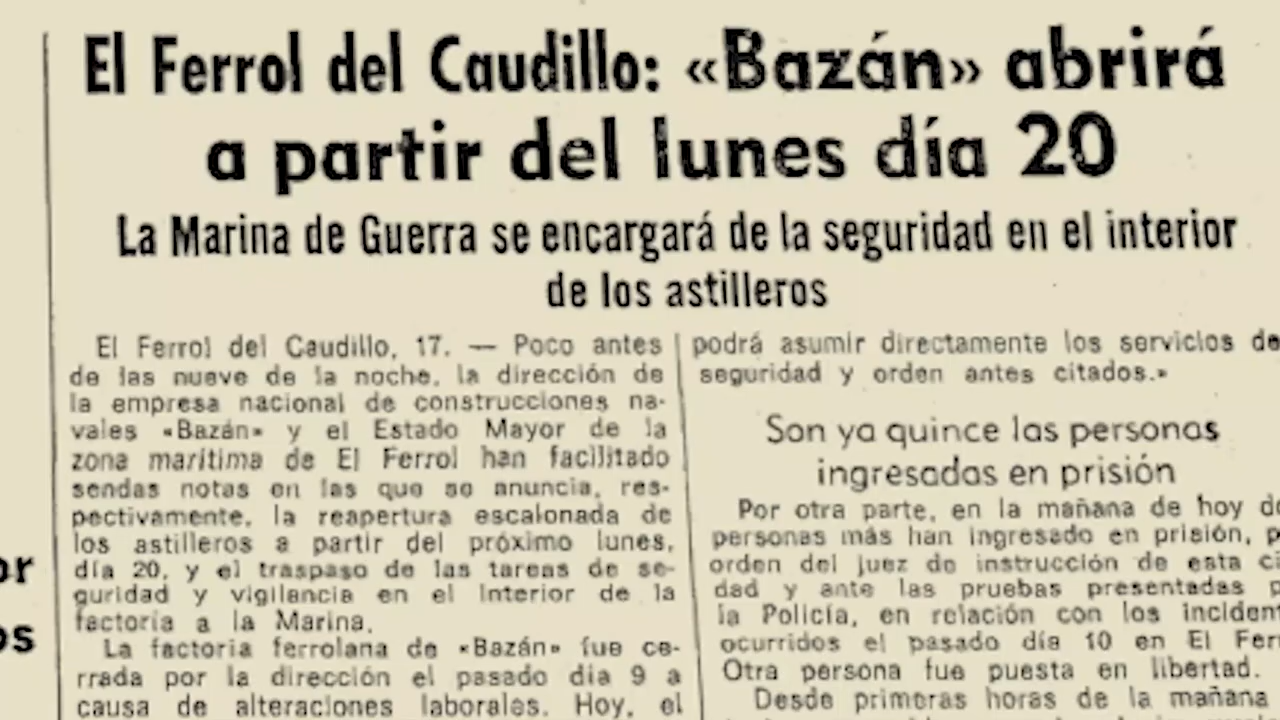 El Ferrol del Caudillo: «Bazán» abrirá
a partir del lunes día 20
La Marina de Guerra se encargará de la seguridad en el interior
de los astilleros
El Ferrol del Caudillo, 17. — Poco antes
de las nueve de la noche, la dirección de
la empresa nacional de construcciones na-
vales «Bazán» y el Estado Mayor de la
zona marítima de El Ferrol han facilitado
sendas notas en las que se anuncia, res-
pectivamente, la reapertura escalonada de
los astilleros a partir del próximo lunes,
día 20, y el traspaso de las tareas de se-
guridad y vigilancia en el interior de la
factoría a la Marina.
La factoría ferrolana de «Bazán» fue ce-
rrada por la dirección el pasado día 9 a
causa de alteraciones laborales. Hoy, el
podrá asumir directamente los servicios de
seguridad y orden antes citados.»
Son ya quince las personas
ingresadas en prisión
Por otra parte, en la mañana de hoy do
personas más han ingresado en prisión, p
orden del juez de instrucción de esta ci
dad y ante las pruebas presentadas p
la Policía, en relación con los incident
ocurridos el pasado día 10 en El Ferr
Otra persona fue puesta en libertad.
Desde primeras horas de la mañana
or
os